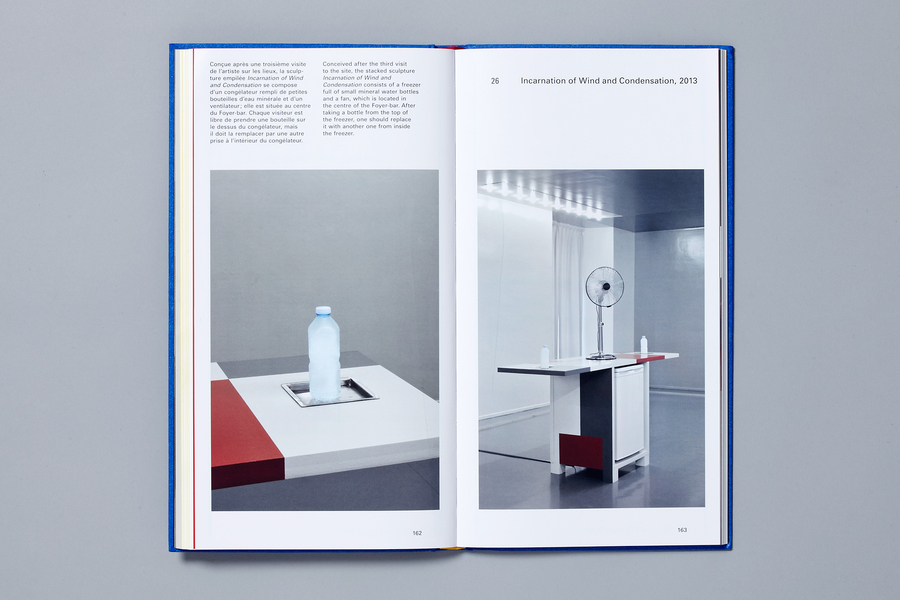 Conçue après une troisième visite
de l'artiste sur les lieux, la sculp-
ture empilée Incarnation of Wind
and Condensation se compose
d'un congélateur rempli de petites
bouteilles d'eau minérale et d'un
ventilateur; elle est située au centre
du Foyer-bar. Chaque visiteur est
libre de prendre une bouteille sur
le dessus du congélateur, mais
il doit la remplacer par une autre
prise à l'intérieur du congélateur.
Conceived after the third visit
to the site, the stacked sculpture
Incarnation of Wind and
Condensation consists of a freezer
full of small mineral water bottles
and a fan, which is located in
the centre of the Foyer-bar. After
taking a bottle from the top of
the freezer, one should replace
it with another one from inside
the freezer.
162
26 Incarnation of Wind and Condensation, 2013
163